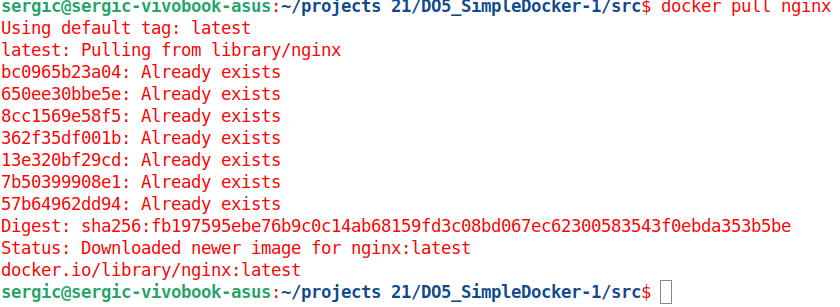 sergic@sergic-vivobook-asus:~/projects 21/DO5_SimpleDocker-1/src$ docker pull nginx
Using default tag: latest
latest: Pulling from library/nginx
bc0965b23a04: Already exists
650ee30bbe5e: Already exists
8cc1569e58f5: Already exists
362f35df001b: Already exists
13e320bf29cd: Already exists
7b50399908e1: Already exists
57b64962dd94: Already exists
Digest: sha256:fb197595ebe76b9c0c14ab68159fd3c08bd067ec62300583543f0ebda353b5be
Status: Downloaded newer image for nginx:latest
docker.io/library/nginx:latest
sergic@sergic-vivobook-asus:~/projects 21/DO5_SimpleDocker-1/src$